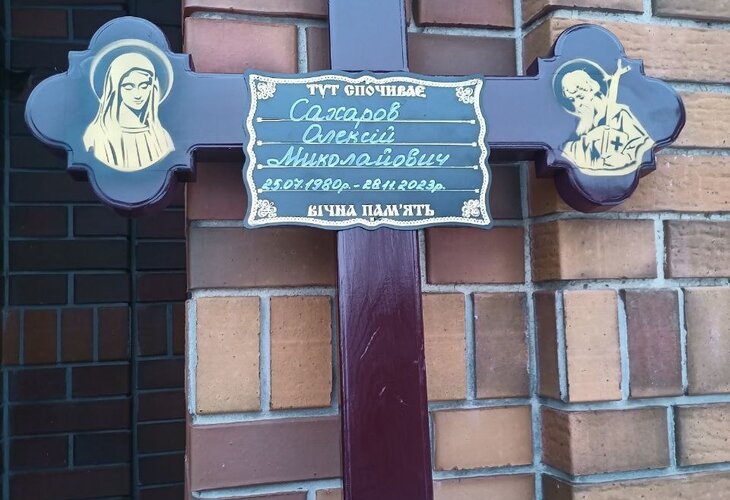 ТУТ СПОЧИВАЄ
Сахаров
Олексій
Миколайович
25.07.1980р. - 28.11.2023р.
ВІЧНА ПАМ'ЯТЬ